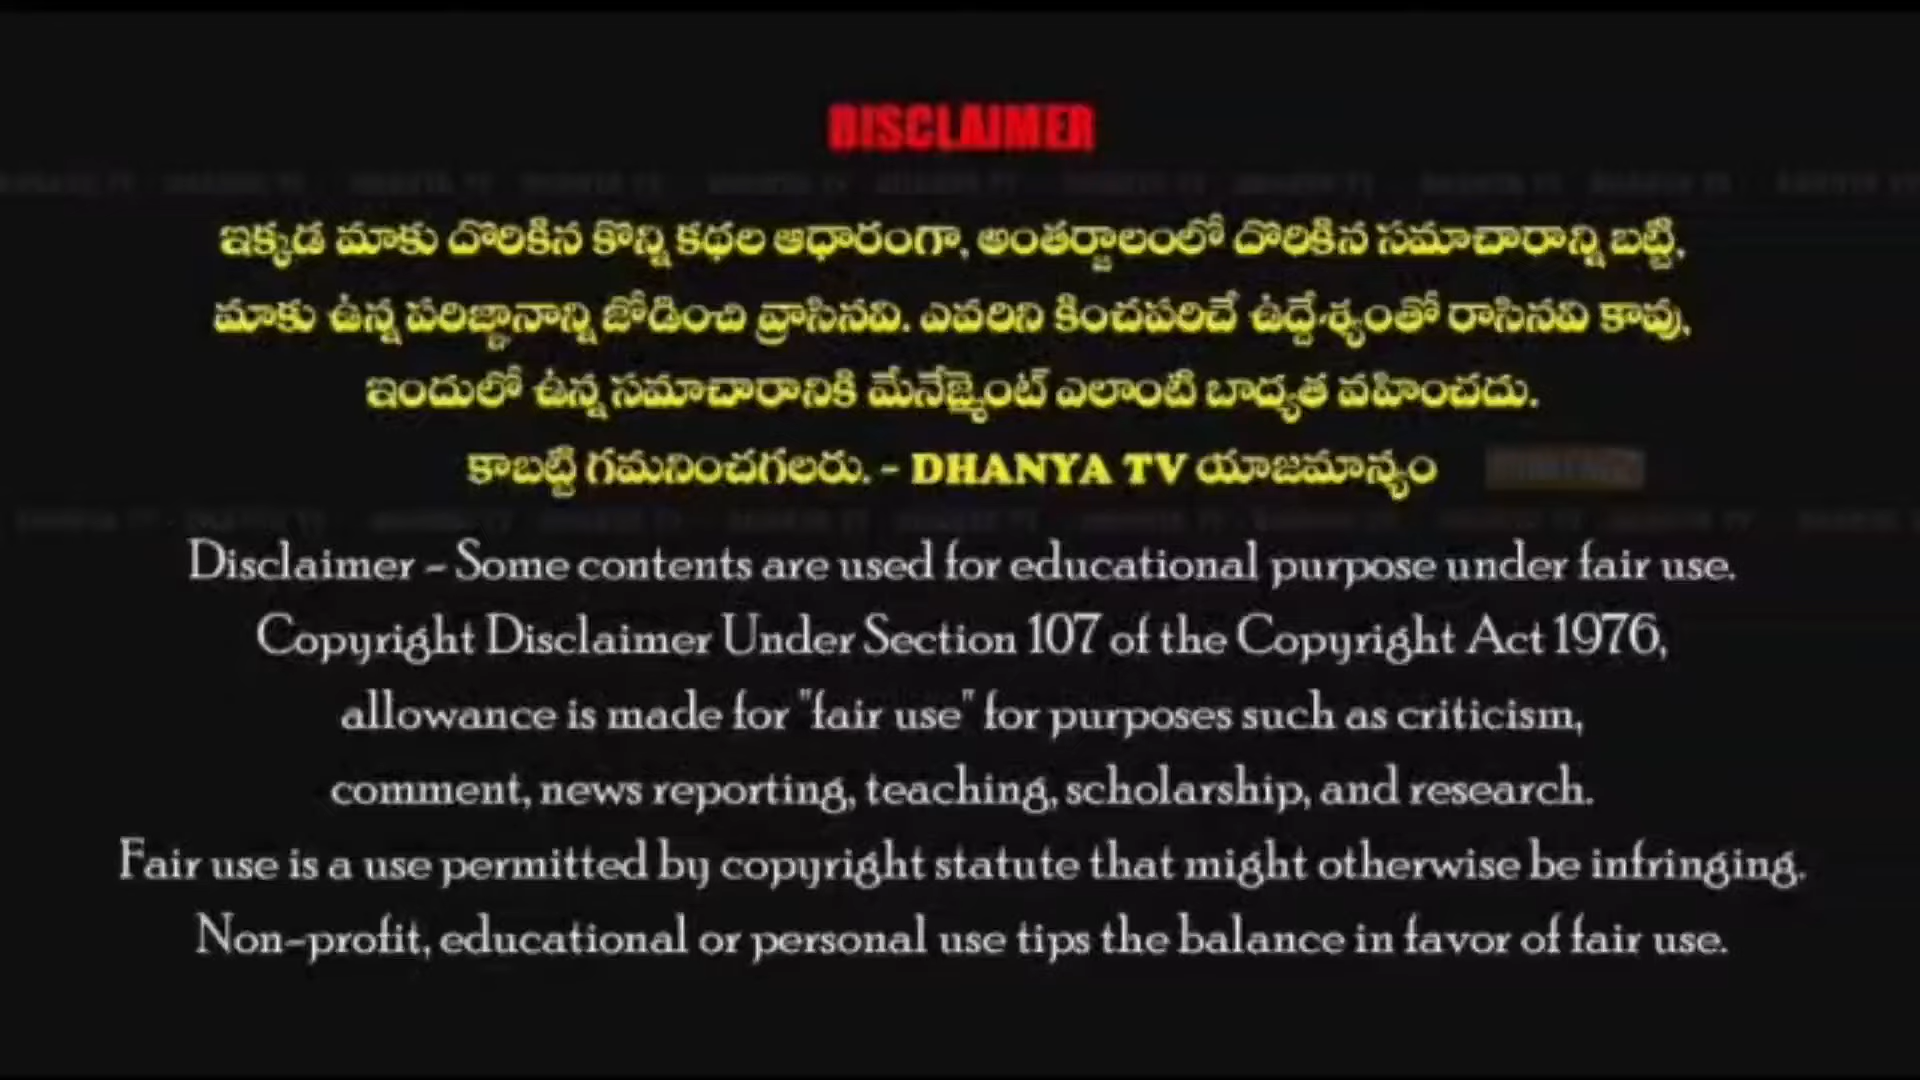 DISCLAIMER
ఇక్కడ మాకు దొరికిన కొన్ని కథల ఆధారంగా, అంతర్జాలంలో దొరికిన సమాచారాన్ని బట్టి,
మాకు ఉన్న పరిజ్ఞానాన్ని జోడించి వ్రాసినవి. ఎవరిని కించపరిచే ఉద్దేశ్యంతో రాసినవి కావు,
ఇందులో ఉన్న సమాచారానికి మేనేజ్మెంట్ ఎలాంటి బాద్యత వహించదు.
కాబట్టి గమనించగలరు. - DHANYA TV యాజమాన్యం
Disclaimer - Some contents are used for educational purpose under fair use.
Copyright Disclaimer Under Section 107 of the Copyright Act 1976,
allowance is made for "fair use" for purposes such as criticism,
comment, news reporting, teaching, scholarship, and research.
Fair use is a use permitted by copyright statute that might otherwise be infringing.
Non-profit, educational or personal use tips the balance in favor of fair use.